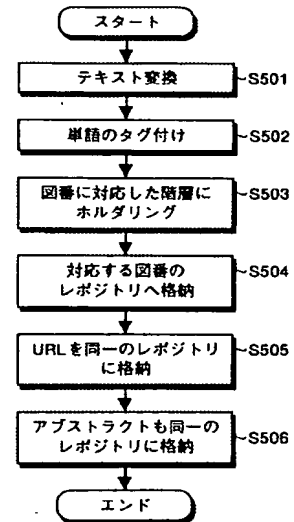 スタート
テキスト変換
S501
単語のタグ付け
S502
図番に対応した階層に
ホルダリング
S503
対応する図番の
レポジトリへ格納
S504
URLを同一のレポジトリ
に格納
S505
アブストラクトも同一の
レポジトリに格納
S506
エンド